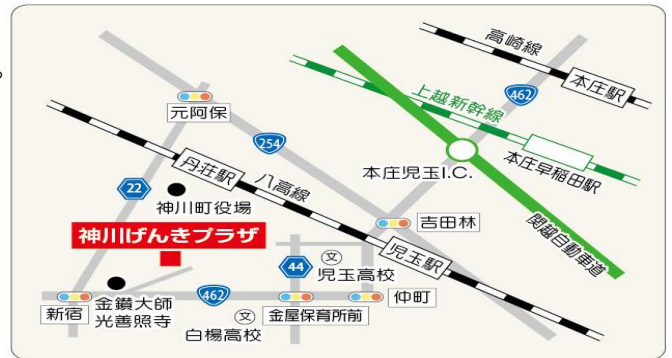 高崎線
本庄駅
462
上越新幹線
元阿保
254
本庄早稲田駅
本庄児玉I.C.
丹荘駅
八高線
22
神川町役場
吉田林
関越自動車道
神川げんきプラザ
児玉駅
文
児玉高校
44
金鑚大師
光善照寺
462
新宿
文
白楊高校
金屋保育所前
仲町